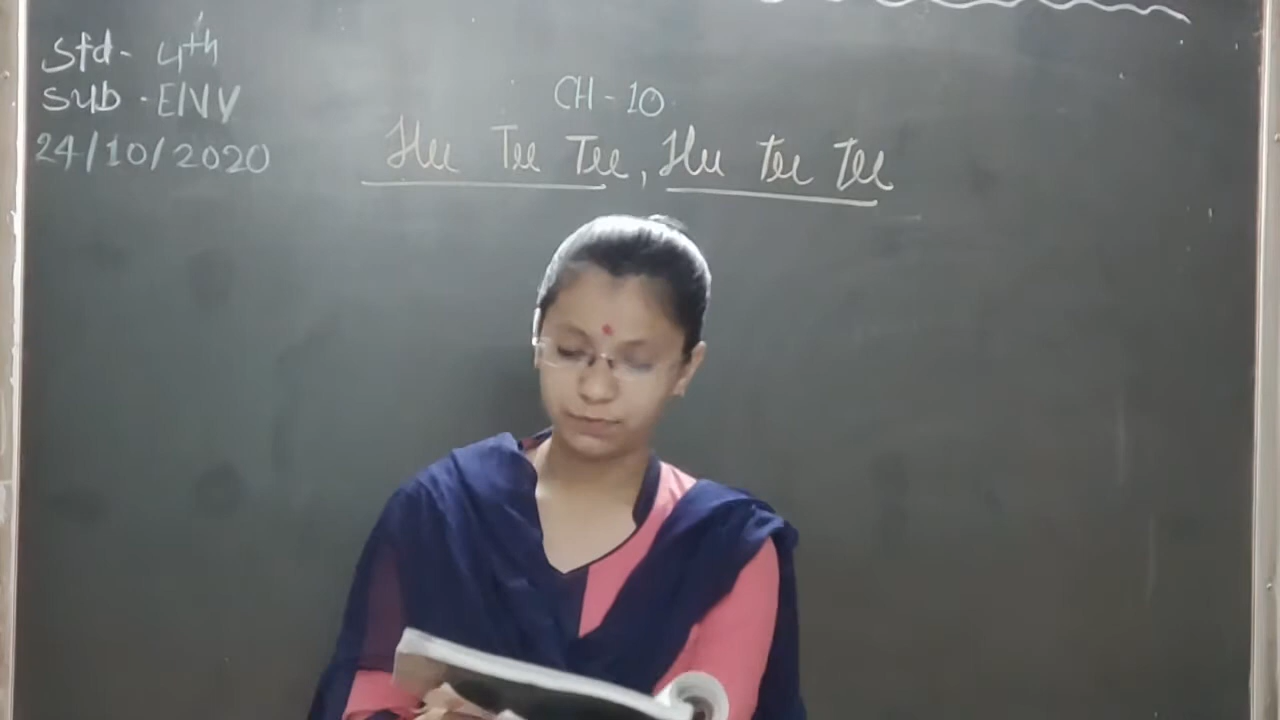 Std - 4th
Sub - ENV
24/10/2020
CH - 10
Hu Tu Tu, Hu tu tu